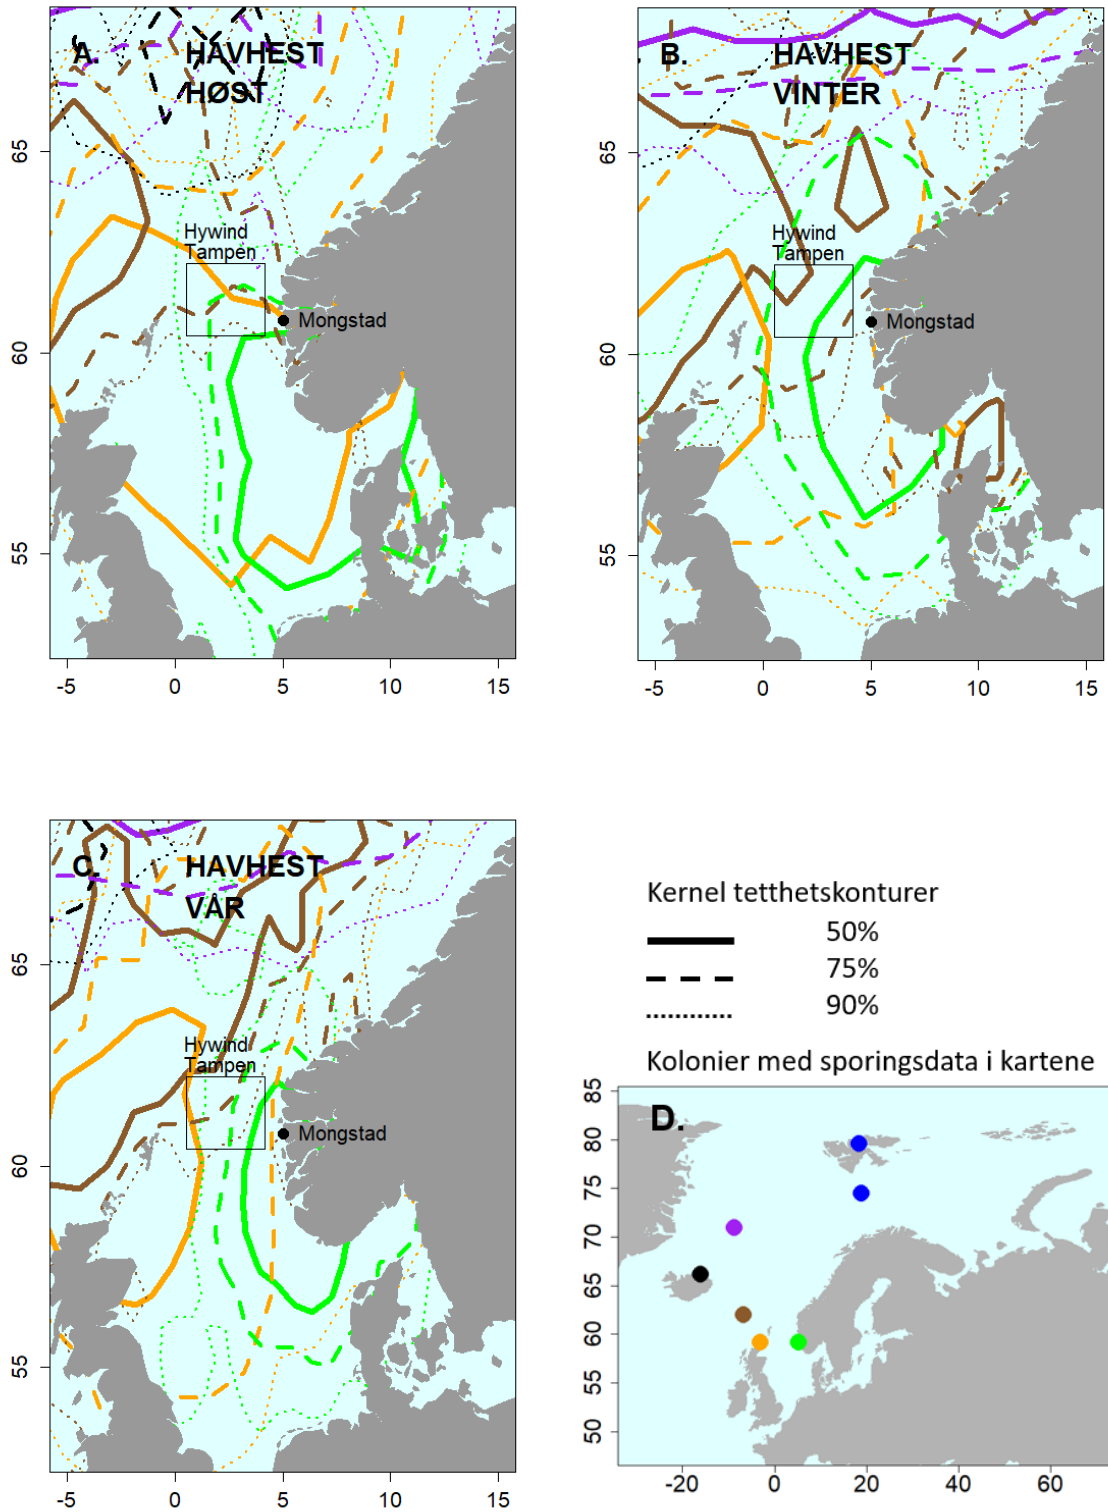 A.
HAVHEST
HØST
65
60
55
Hywind
Tampen
Mongstad
-5
0
5
10
15
B.
HAVHEST
VINTER
65
60
55
Hywind
Tampen
Mongstad
-5
0
5
10
15
C.
HAVHEST
VÅR
65
60
55
Hywind
Tampen
Mongstad
-5
0
5
10
15
Kernel tetthetskonturer
50%
75%
90%
Kolonier med sporingsdata i kartene
D.
85
80
75
70
65
60
55
50
-20
0
20
40
60